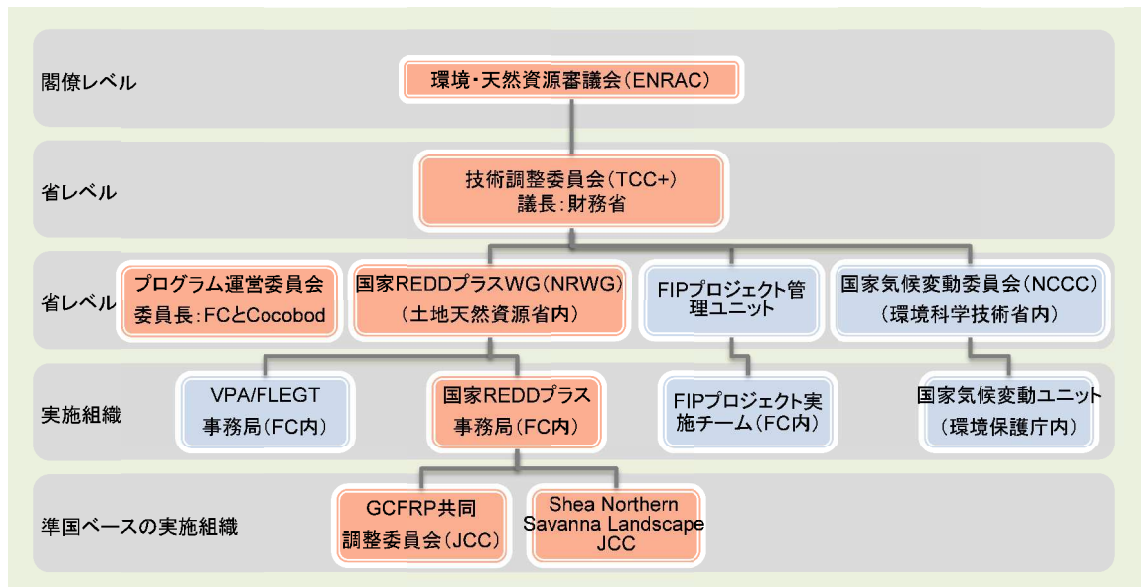 閣僚レベル
環境・天然資源審議会(ENRAC)
省レベル
技術調整委員会(TCC+)
議長:財務省
省レベル
プログラム運営委員会
委員長:FCとCocobod
国家REDDプラスWG(NRWG)
(土地天然資源省内)
FIPプロジェクト管
理ユニット
国家気候変動委員会(NCCC)
(環境科学技術省内)
実施組織
VPA/FLEGT
事務局(FC内)
国家REDDプラス
事務局(FC内)
FIPプロジェクト実
施チーム(FC内)
国家気候変動ユニット
(環境保護庁内)
準国ベースの実施組織
GCFRP共同
調整委員会(JCC)
Shea Northern
Savanna Landscape
JCC